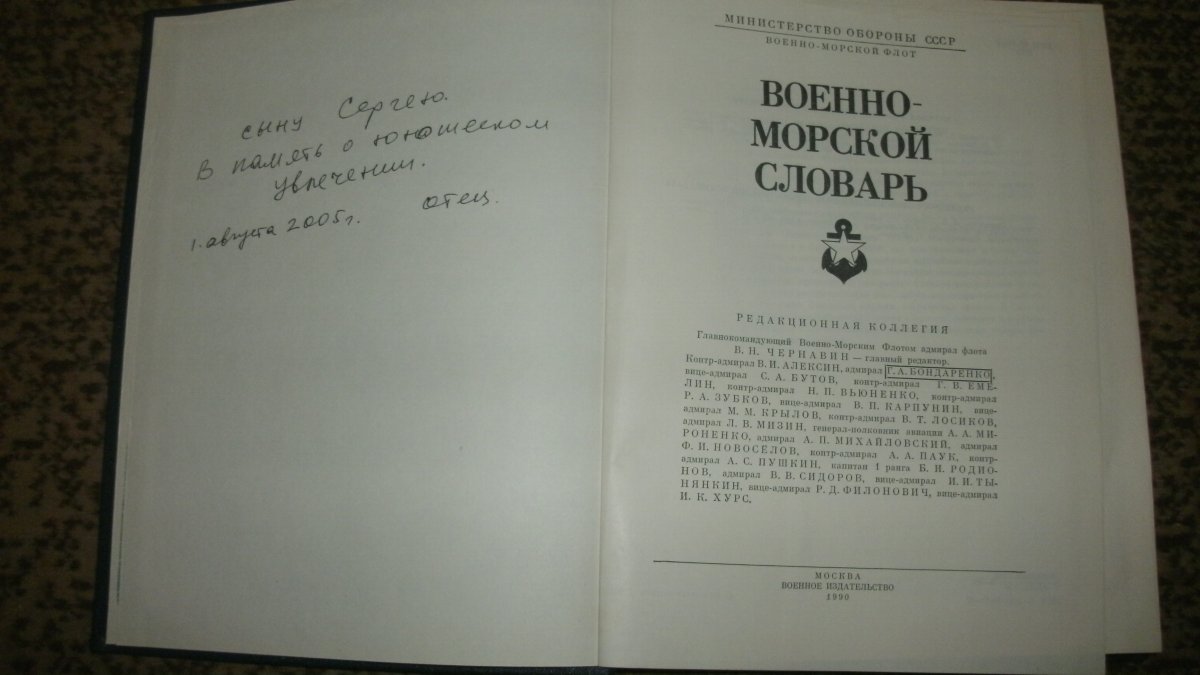 сыну Сергею.
В память о юношеском
увлечении.
1. августа 2005 г. отец.
МИНИСТЕРСТВО ОБОРОНЫ СССР
ВОЕННО-МОРСКОЙ ФЛОТ
ВОЕННО-
МОРСКОЙ
СЛОВАРЬ
РЕДАКЦИОННАЯ КОЛЛЕГИЯ
Главнокомандующий Военно-Морским Флотом адмирал флота
В. Н. ЧЕРНАВИН — главный редактор.
Контр-адмирал В. И. АЛЕКСИН, адмирал Г. А. БОНДАРЕНКО,
вице-адмирал С. А. БУТОВ, контр-адмирал Г. В. ЕМЕ-
ЛИН, контр-адмирал Н. П. ВЬЮНЕНКО, контр-адмирал
Р. А. ЗУБКОВ, вице-адмирал В. П. КАРПУНИН, вице-
адмирал М. М. КРЫЛОВ, контр-адмирал В. Т. ЛОСИКОВ,
адмирал Л. В. МИЗИН, генерал-полковник авиации А. А. МИ-
РОНЕНКО, адмирал А. П. МИХАЙЛОВСКИЙ, адмирал
Ф. И. НОВОСЕЛОВ, контр-адмирал А. А. ПАУК, контр-
адмирал А. С. ПУШКИН, капитан 1 ранга Б. И. РОДИО-
НОВ, адмирал В. В. СИДОРОВ, вице-адмирал И. И. ТЫ-
НЯНКИН, вице-адмирал Р. Д. ФИЛОНОВИЧ, вице-адмирал
И. К. ХУРС.
МОСКВА
ВОЕННОЕ ИЗДАТЕЛЬСТВО
1990